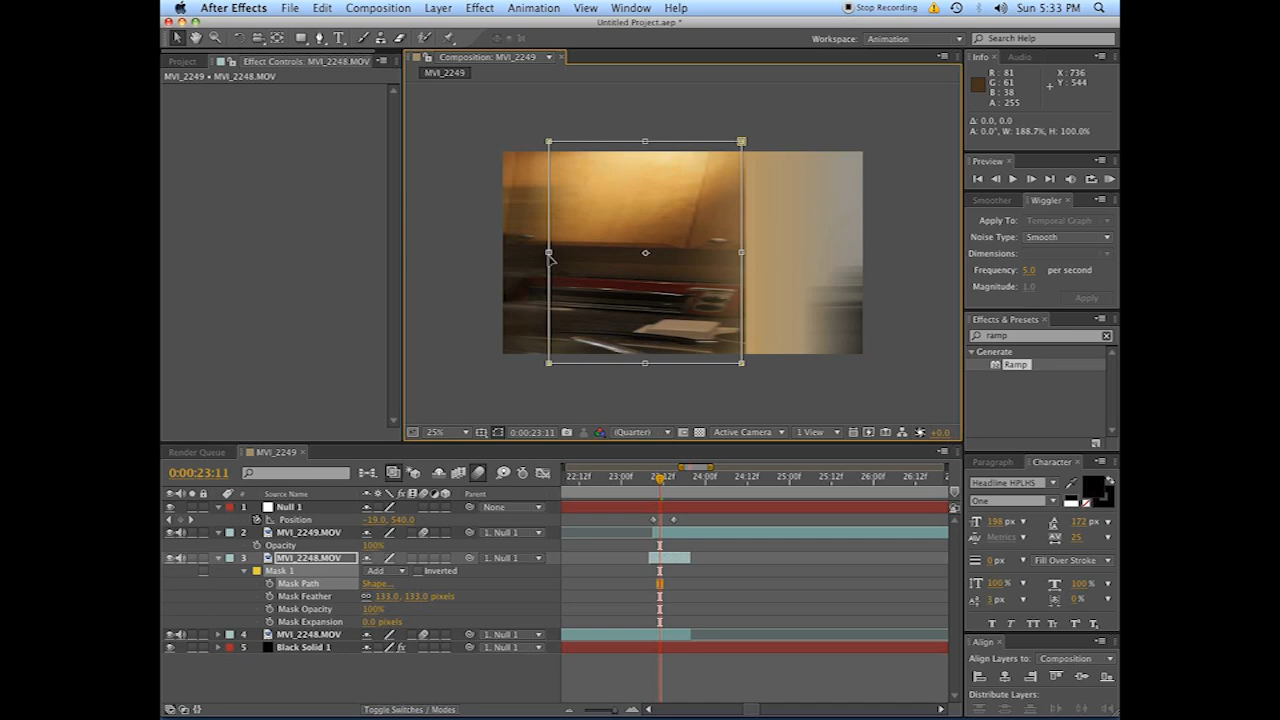 After Effects File Edit Composition Layer Effect Animation View Window Help Stop Recording Sun 5:33 PM
Untitled Project.aep *
Workspace: Animation Search Help
Project Effect Controls: MVI_2248.MOV Composition: MVI_2249 Info Audio
MVI_2249 • MVI_2248.MOV MVI_2249
R: 81 X: 736
G: 61 Y: 544
B: 38
A: 255
Δ: 0.0, 0.0
A: 0.0°, W: 188.7%, H: 100.0%
Preview
Smoother Wiggler
Apply To: Temporal Graph
Noise Type: Smooth
Dimensions:
Frequency: 5.0 per second
Magnitude: 1.0
Apply
Effects & Presets
ramp
Generate
Ramp
25% 0:00:23:11 (Quarter) Active Camera 1 View +0.0
Render Queue MVI_2249
0:00:23:11
22:12f 23:00f 23:12f 24:00f 24:12f 25:00f 25:12f 26:00f 26:12f 2
# Source Name Parent
1 Null 1 None
Position -19.0, 540.0
2 MVI_2249.MOV 1. Null 1
Opacity 100%
3 MVI_2248.MOV 1. Null 1
Mask 1 Add Inverted
Mask Path Shape...
Mask Feather 133.0, 133.0 pixels
Mask Opacity 100%
Mask Expansion 0.0 pixels
4 MVI_2248.MOV 1. Null 1
5 Black Solid 1 1. Null 1
Toggle Switches / Modes
Paragraph Character
Headline HPLHS
One
198 px 172 px
Metrics 25
0 px Fill Over Stroke
100% 100%
3 px 0%
T T TT Tr T' T,
Align
Align Layers to: Composition
Distribute Layers: